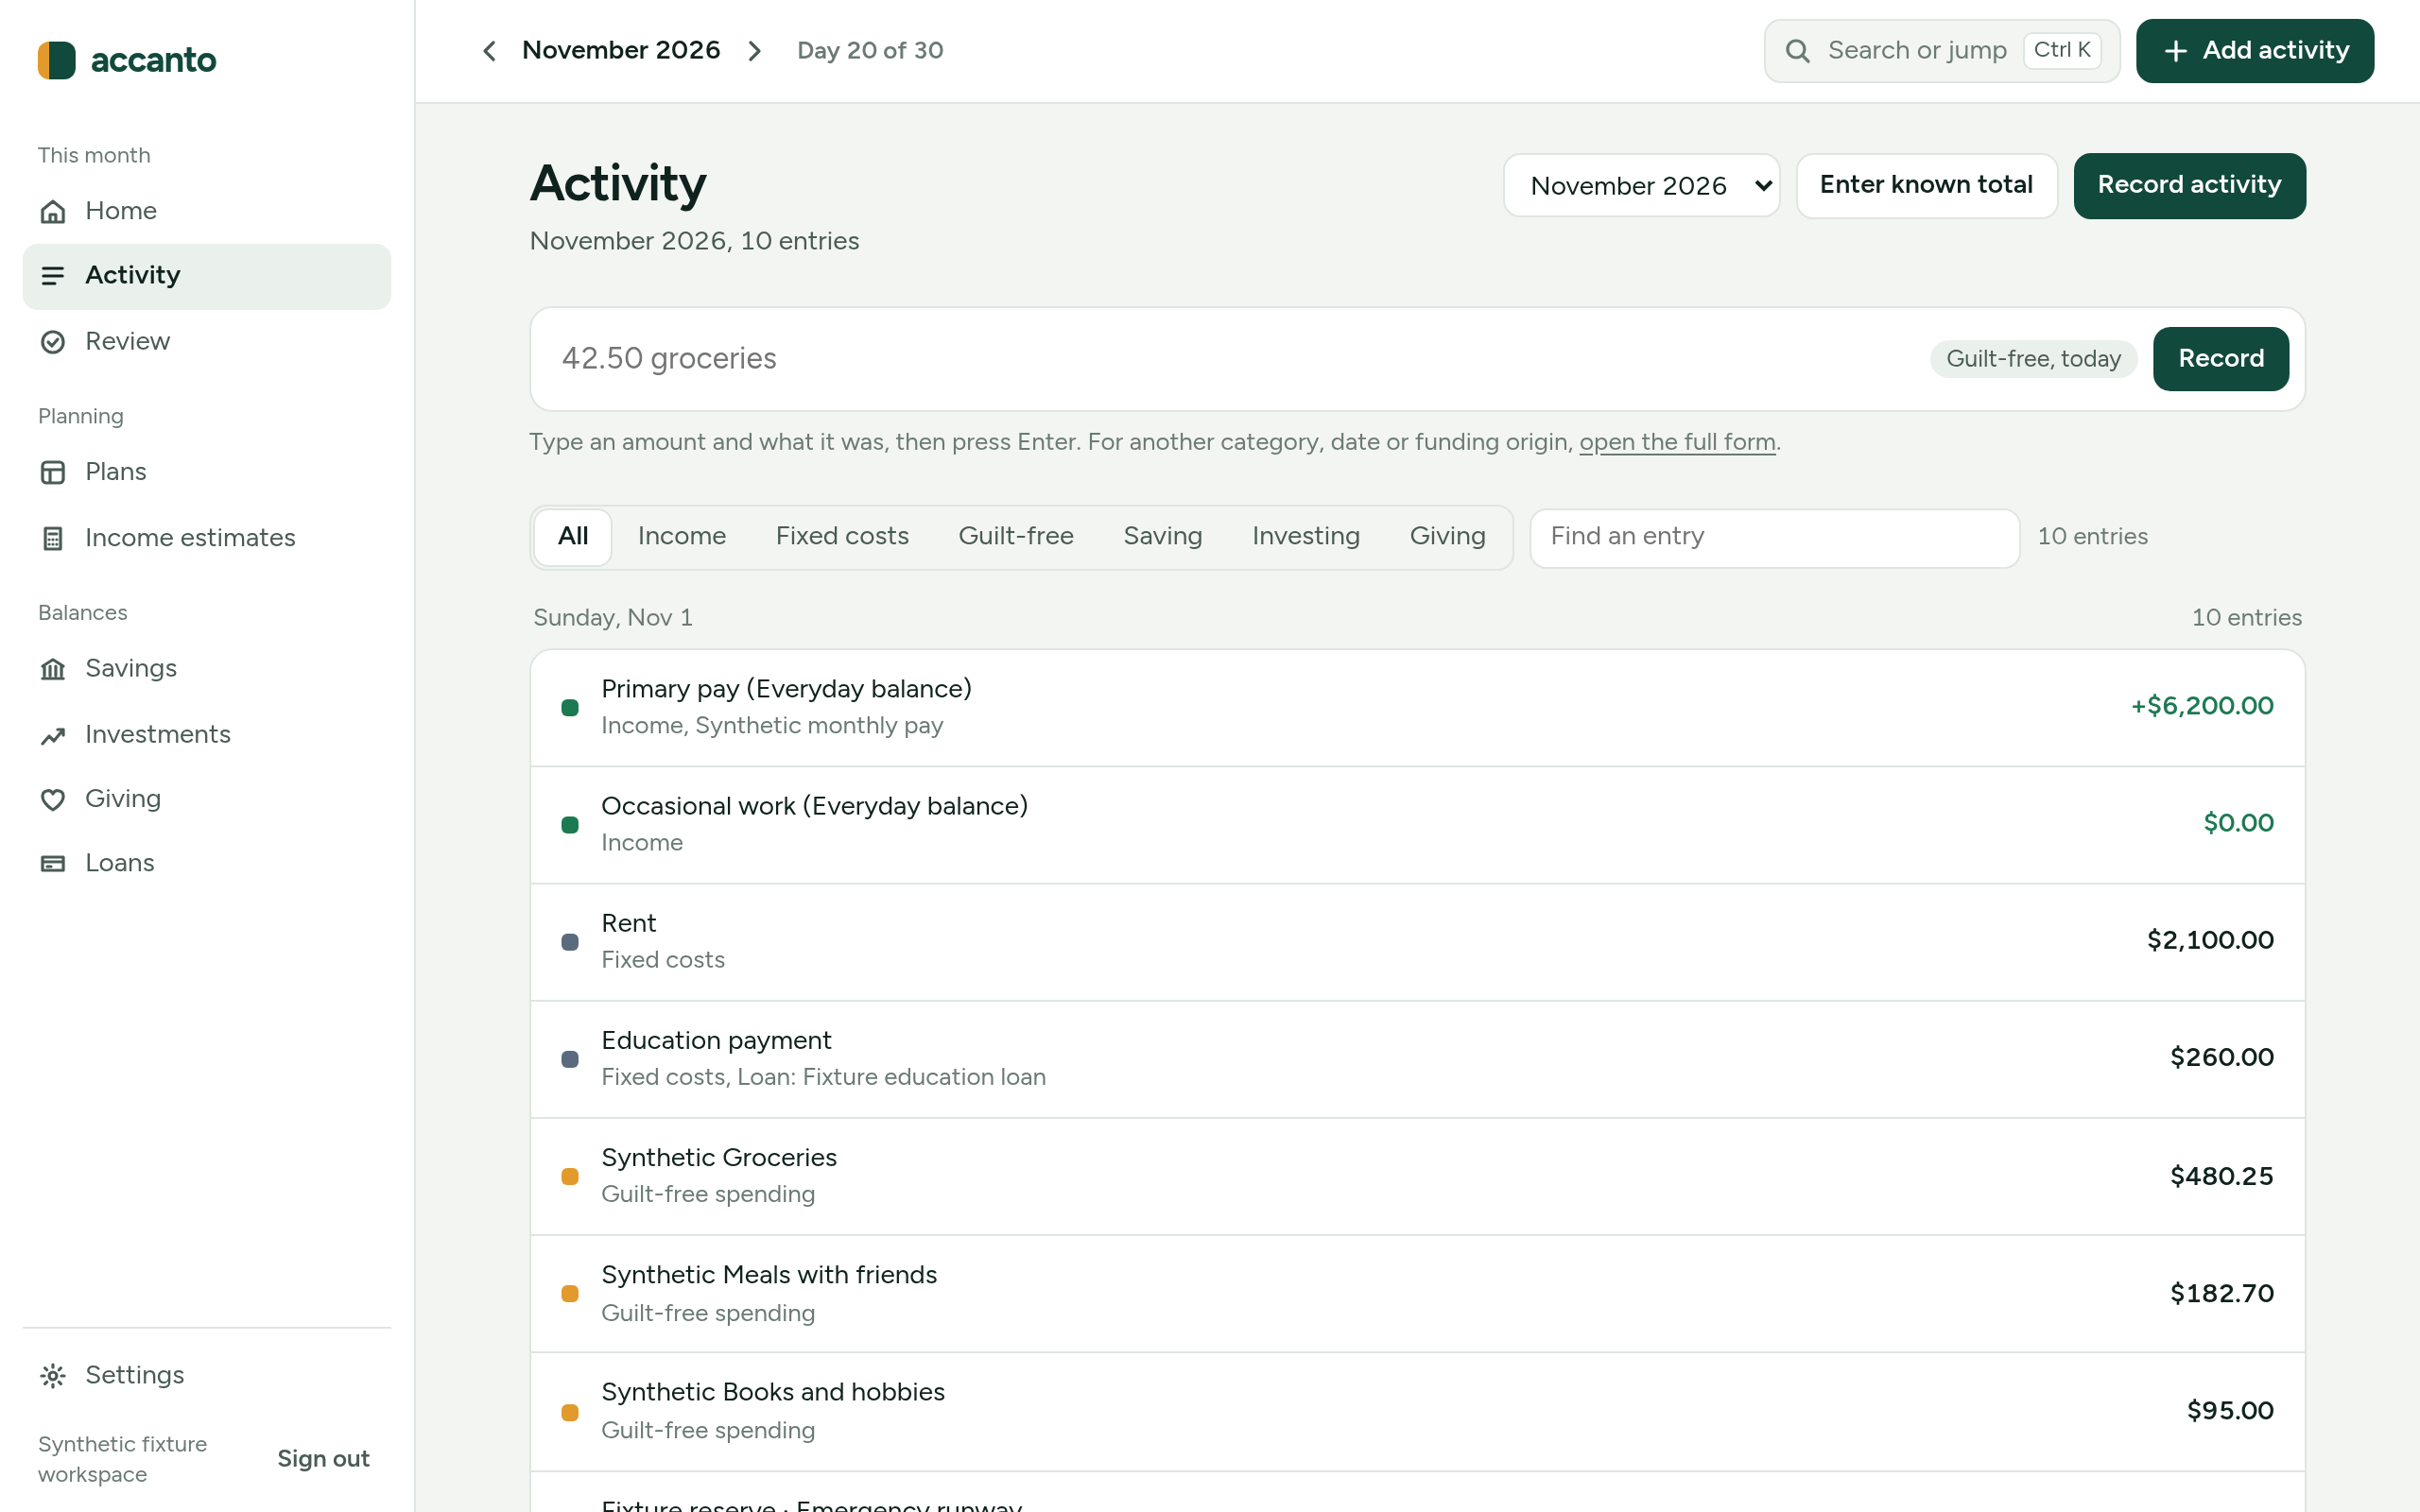 accanto
This month
Home
Activity
Review
Planning
Plans
Income estimates
Balances
Savings
Investments
Giving
Loans
Settings
Synthetic fixture
workspace
Sign out
November 2026
Day 20 of 30
Search or jump
Ctrl K
Add activity
Activity
November 2026, 10 entries
November 2026
Enter known total
Record activity
42.50 groceries
Guilt-free, today
Record
Type an amount and what it was, then press Enter. For another category, date or funding origin, open the full form.
All
Income
Fixed costs
Guilt-free
Saving
Investing
Giving
Find an entry
10 entries
Sunday, Nov 1
10 entries
Primary pay (Everyday balance)
Income, Synthetic monthly pay
+$6,200.00
Occasional work (Everyday balance)
Income
$0.00
Rent
Fixed costs
$2,100.00
Education payment
Fixed costs, Loan: Fixture education loan
$260.00
Synthetic Groceries
Guilt-free spending
$480.25
Synthetic Meals with friends
Guilt-free spending
$182.70
Synthetic Books and hobbies
Guilt-free spending
$95.00
Fixture reserve · Emergency runway